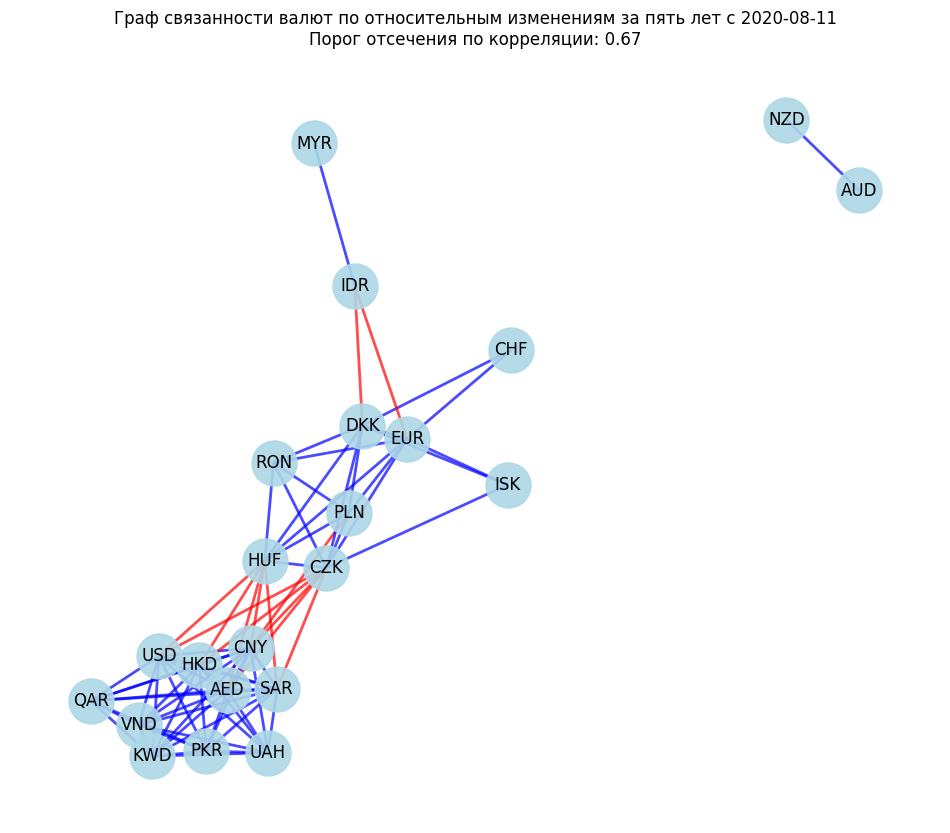 Граф связанности валют по относительным изменениям за пять лет с 2020-08-11
Порог отсечения по корреляции: 0.67
NZD
MYR
AUD
IDR
CHF
DKK
EUR
RON
ISK
PLN
HUF
CZK
CNY
USD
HKD
AED
SAR
QAR
VND
PKR
UAH
KWD